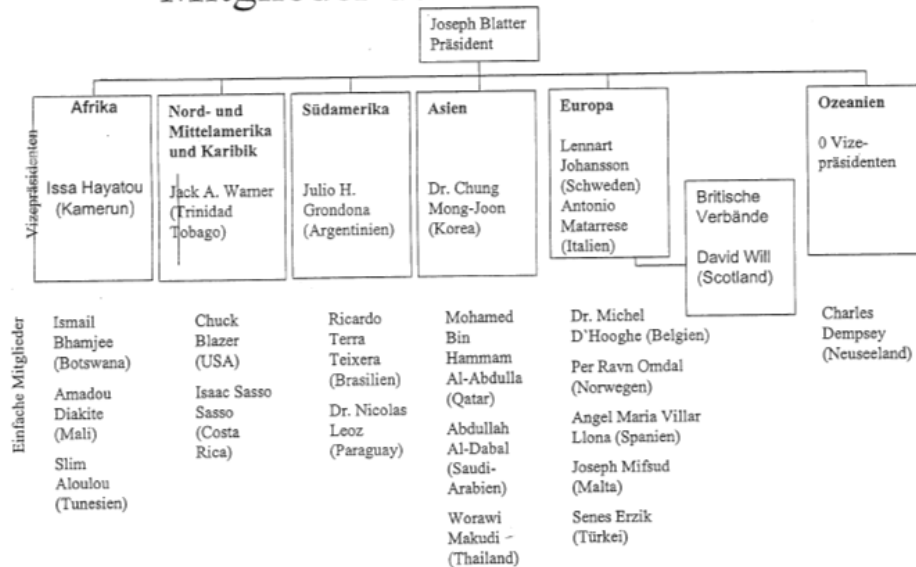 Joseph Blatter
Präsident
Vizepräsidenten
Afrika
Issa Hayatou
(Kamerun)
Nord- und
Mittelamerika
und Karibik
Jack A. Warner
(Trinidad
Tobago)
Südamerika
Julio H.
Grondona
(Argentinien)
Asien
Dr. Chung
Mong-Joon
(Korea)
Europa
Lennart
Johansson
(Schweden)
Antonio
Matarrese
(Italien)
Britische
Verbände
David Will
(Scotland)
Ozeanien
0 Vize-
präsidenten
Einfache Mitglieder
Ismail
Bhamjee
(Botswana)
Amadou
Diakite
(Mali)
Slim
Aloulou
(Tunesien)
Chuck
Blazer
(USA)
Isaac Sasso
Sasso
(Costa
Rica)
Ricardo
Terra
Teixera
(Brasilien)
Dr. Nicolas
Leoz
(Paraguay)
Mohamed
Bin
Hammam
Al-Abdulla
(Qatar)
Abdullah
Al-Dabal
(Saudi-
Arabien)
Worawi
Makudi -
(Thailand)
Dr. Michel
D`Hooghe (Belgien)
Per Ravn Omdal
(Norwegen)
Angel Maria Villar
Llona (Spanien)
Joseph Mifsud
(Malta)
Senes Erzik
(Türkei)
Charles
Dempsey
(Neuseeland)